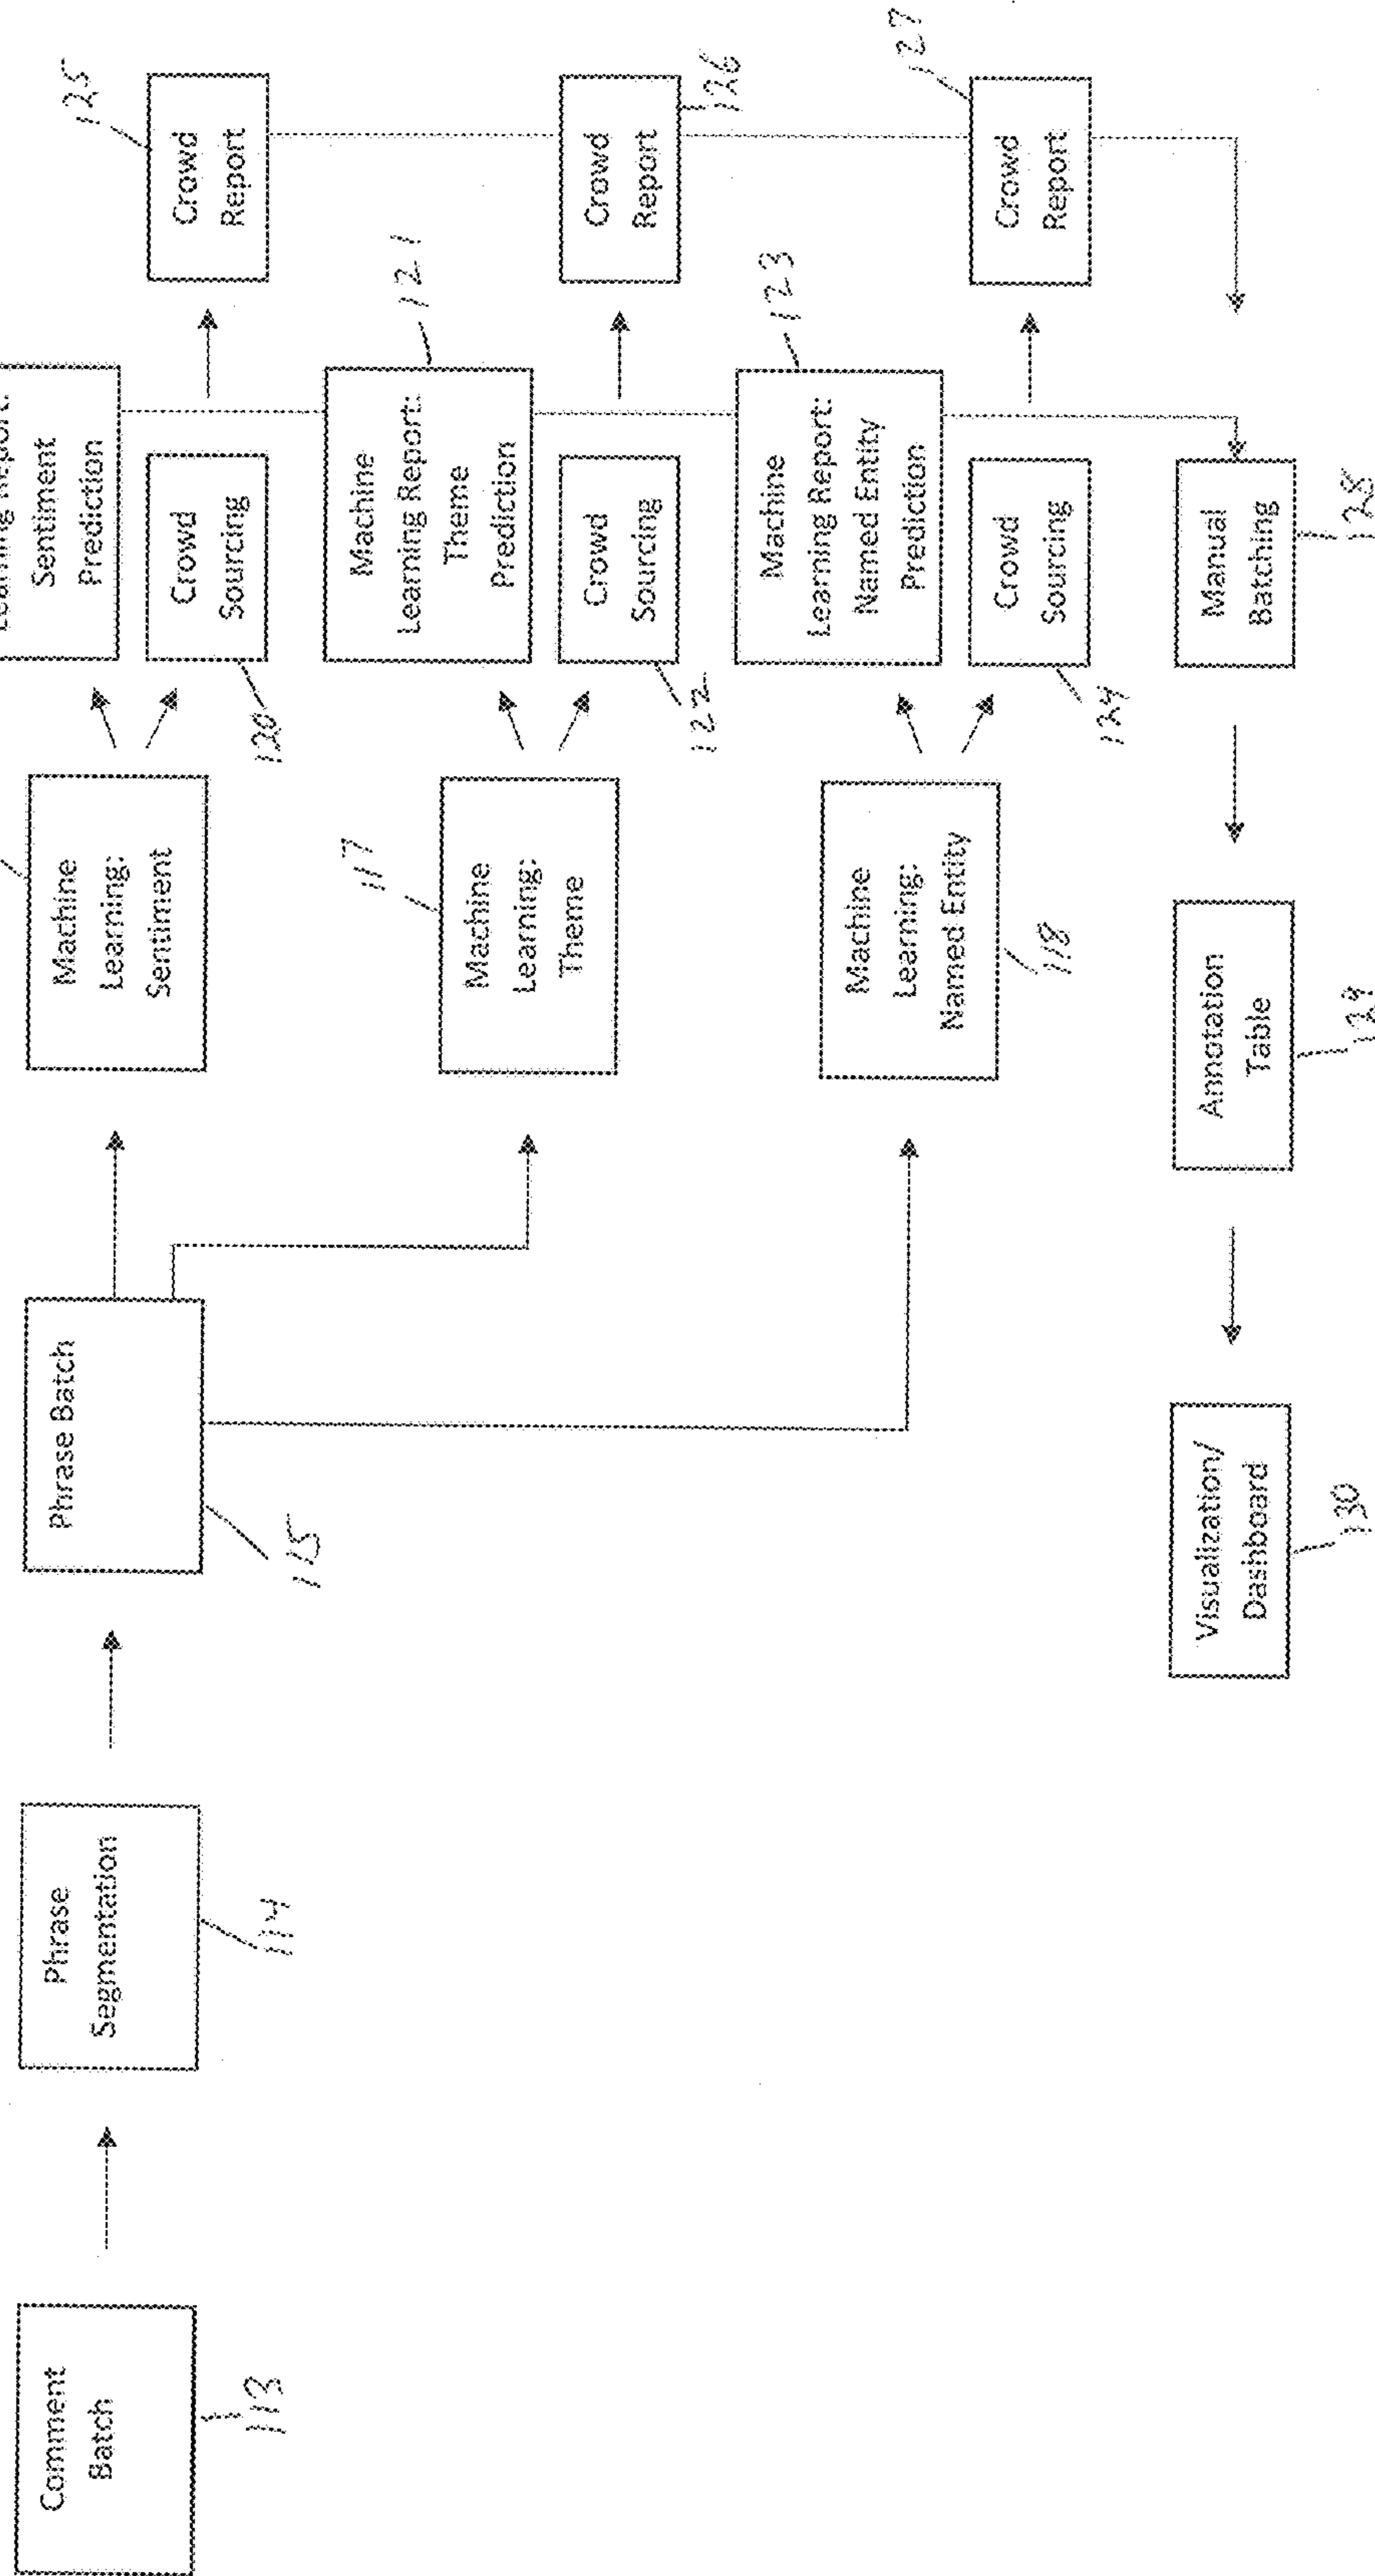 Comment
Batch
113
Phrase
Segmentation
114
Phrase Batch
115
Machine
Learning:
Sentiment
Learning Report:
Sentiment
Prediction
Crowd
Sourcing
120
Crowd
Report
125
117
Machine
Learning:
Theme
Machine
Learning Report:
Theme
Prediction
121
Crowd
Sourcing
122
Crowd
Report
126
Machine
Learning:
Named Entity
118
Machine
Learning Report:
Named Entity
Prediction
123
Crowd
Sourcing
124
Crowd
Report
127
Manual
Batching
128
Annotation
Table
129
Visualization/
Dashboard
130